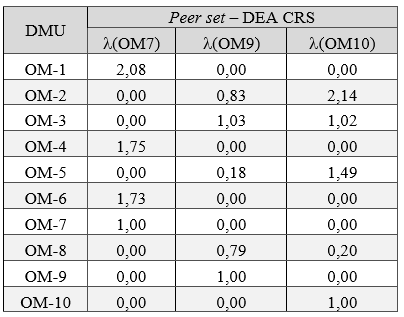 DMU Peer set – DEA CRS
λ(OM7) λ(OM9) λ(OM10)
OM-1 2,08 0,00 0,00
OM-2 0,00 0,83 2,14
OM-3 0,00 1,03 1,02
OM-4 1,75 0,00 0,00
OM-5 0,00 0,18 1,49
OM-6 1,73 0,00 0,00
OM-7 1,00 0,00 0,00
OM-8 0,00 0,79 0,20
OM-9 0,00 1,00 0,00
OM-10 0,00 0,00 1,00